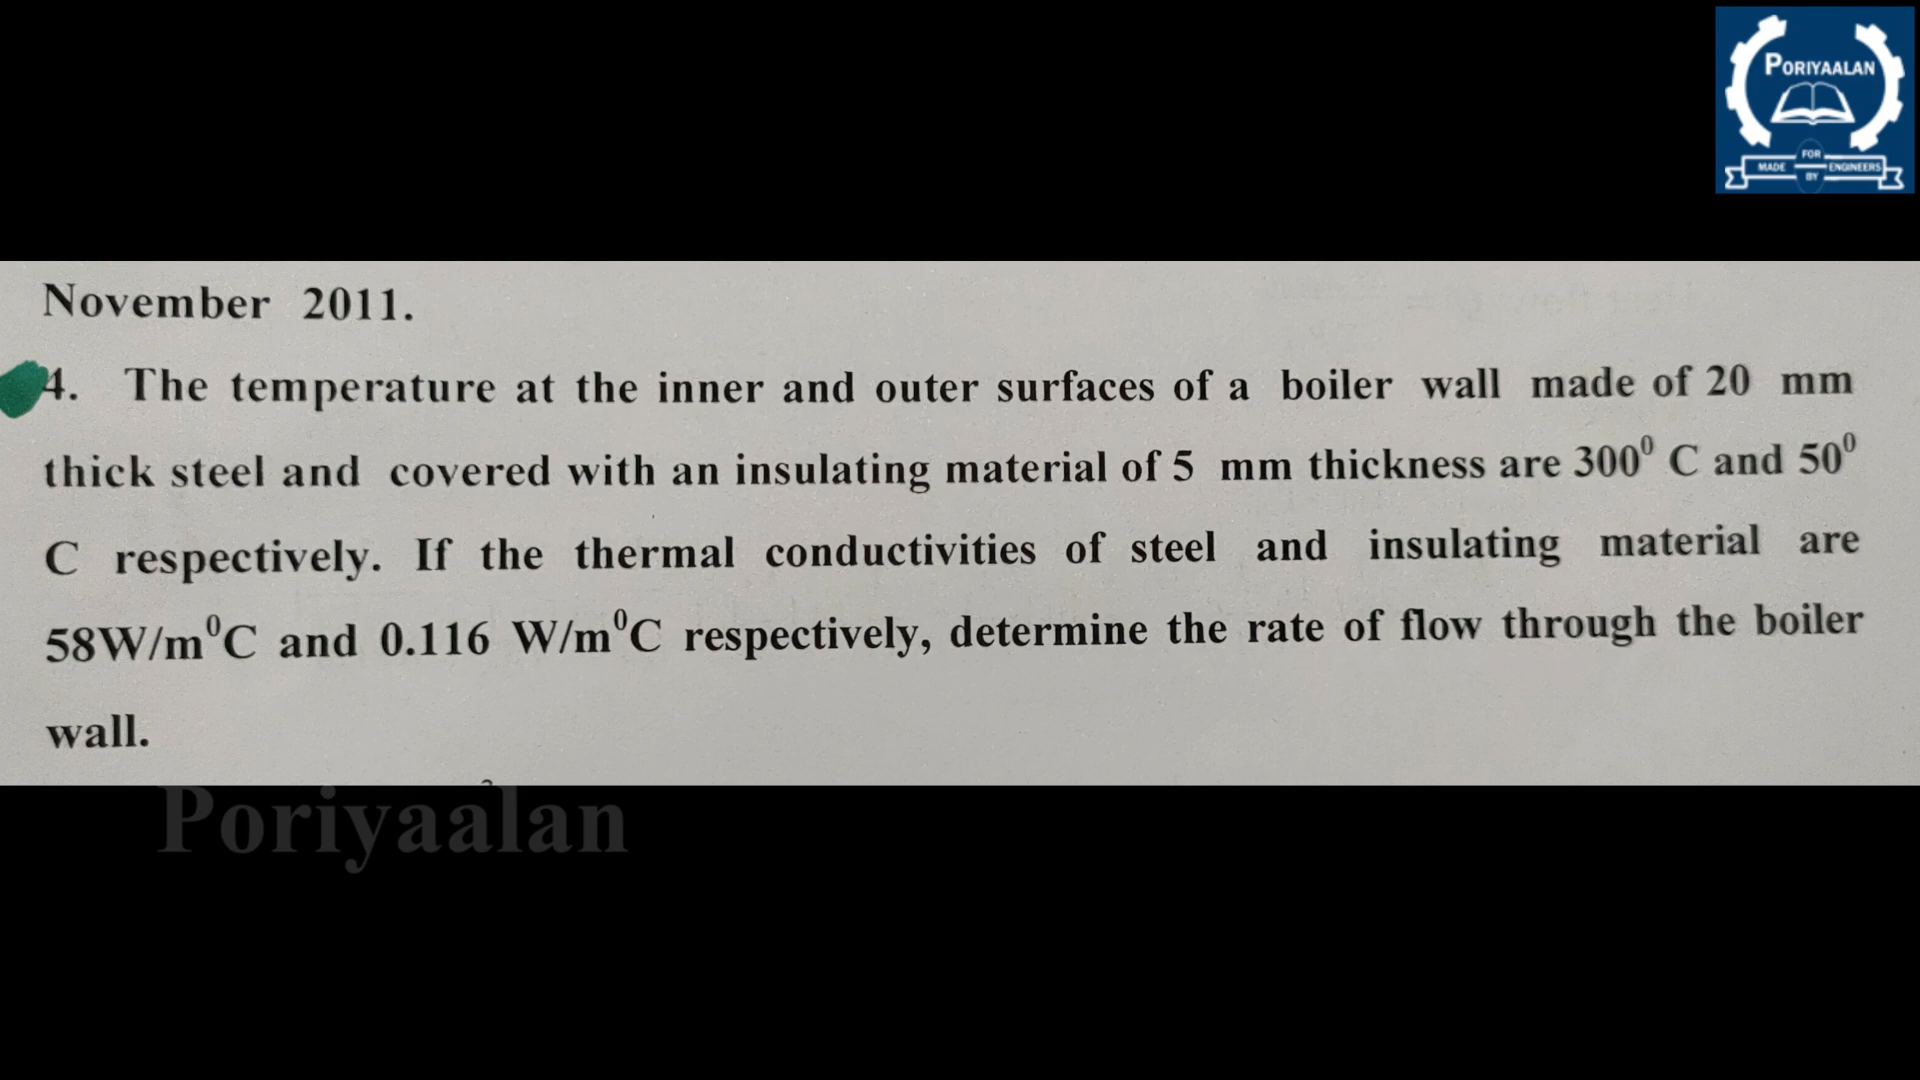 PORIYAALAN
MADE FOR BY ENGINEERS
November 2011.
4. The temperature at the inner and outer surfaces of a boiler wall made of 20 mm
thick steel and covered with an insulating material of 5 mm thickness are 300⁰ C and 50⁰
C respectively. If the thermal conductivities of steel and insulating material are
58W/m⁰C and 0.116 W/m⁰C respectively, determine the rate of flow through the boiler
wall.
Poriyaalan